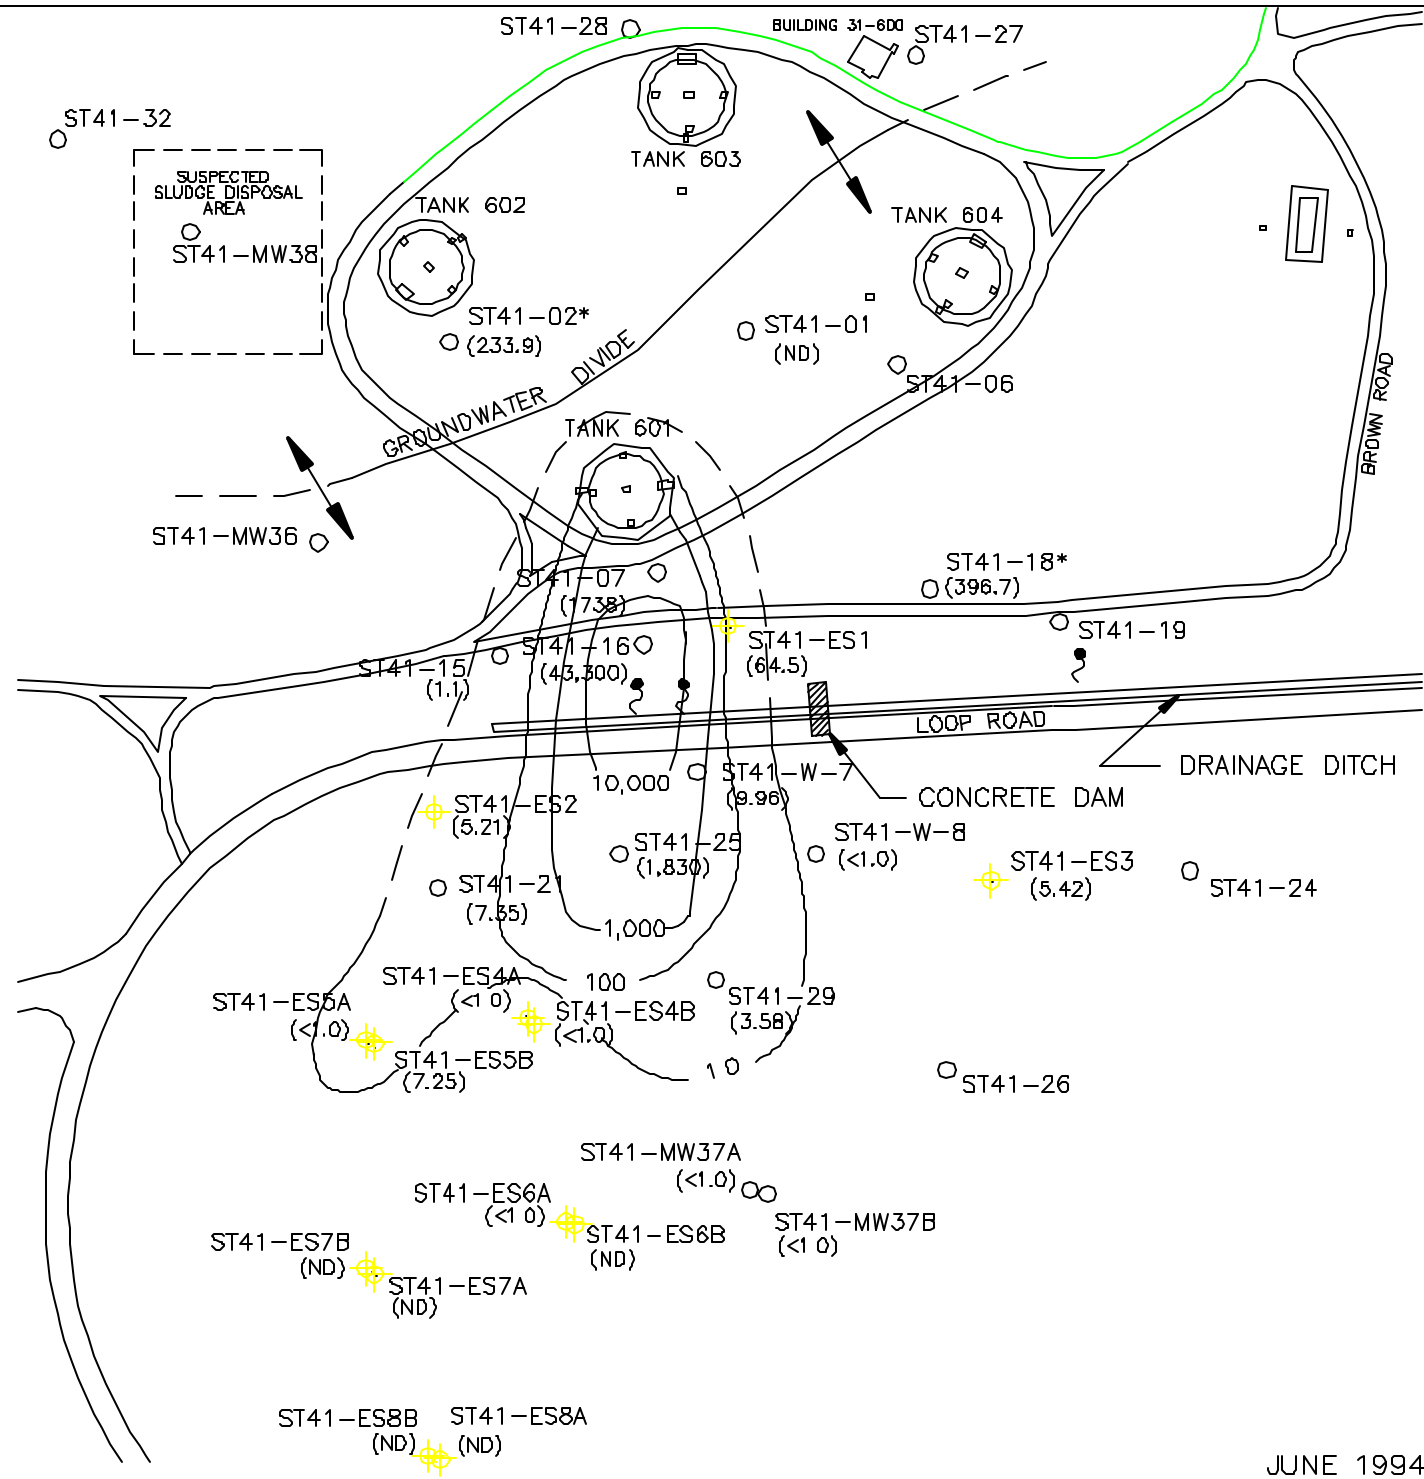 ST41-28
BUILDING 31-600
ST41-27
ST41-32
TANK 603
SUSPECTED
SLUDGE DISPOSAL
AREA
TANK 602
TANK 604
ST41-MW38
ST41-02*
(233.9)
ST41-01
(ND)
ST41-06
GROUNDWATER DIVIDE
BROWN ROAD
TANK 601
ST41-MW36
ST41-07
(1738)
ST41-18*
(396.7)
ST41-19
ST41-16
(43,300)
ST41-ES1
(64.5)
ST41-15
(1.1)
LOOP ROAD
DRAINAGE DITCH
10,000
ST41-W-7
(9.96)
CONCRETE DAM
ST41-ES2
(5.21)
ST41-25
(1,830)
ST41-W-8
(<1.0)
ST41-ES3
(5.42)
ST41-24
ST41-21
(7.35)
1,000
ST41-ES4A
(<1 0)
100
ST41-29
(3.58)
ST41-ES5A
(<1.0)
ST41-ES4B
(<1.0)
ST41-ES5B
(7.25)
10
ST41-26
ST41-MW37A
(<1.0)
ST41-ES6A
(<1 0)
ST41-MW37B
(<1 0)
ST41-ES6B
(ND)
ST41-ES7B
(ND)
ST41-ES7A
(ND)
ST41-ES8B
(ND)
ST41-ES8A
(ND)
JUNE 1994